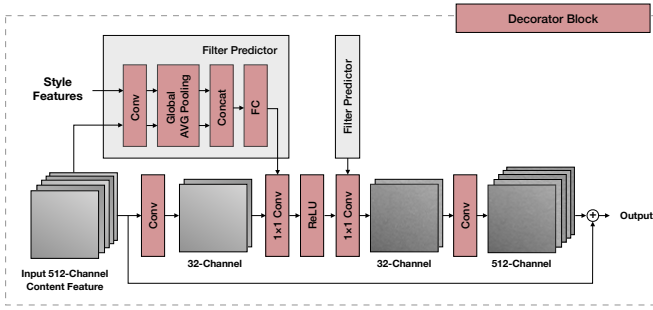 Decorator Block
Filter Predictor
Style
Features
Conv
Global
AVG Pooling
Concat
FC
Filter Predictor
Conv
1×1 Conv
ReLU
1×1 Conv
Conv
Output
Input 512-Channel
Content Feature
32-Channel
32-Channel
512-Channel